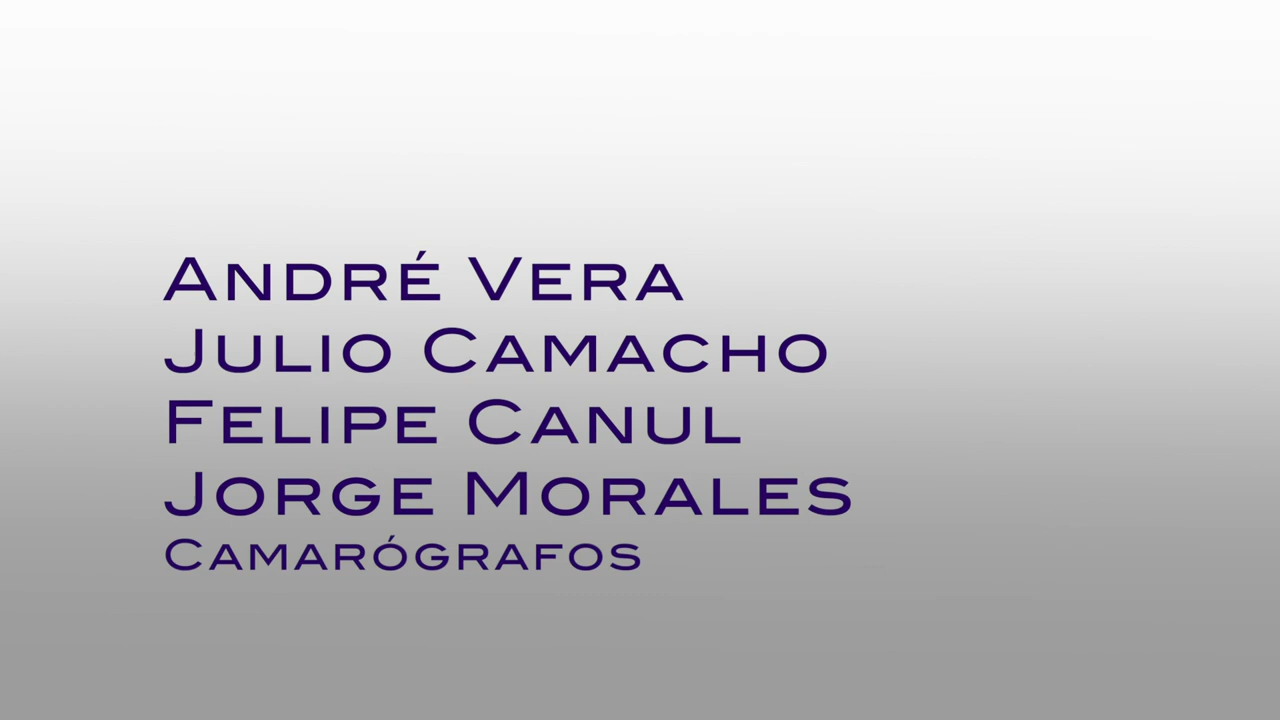 André Vera
Julio Camacho
Felipe Canul
Jorge Morales
Camarógrafos